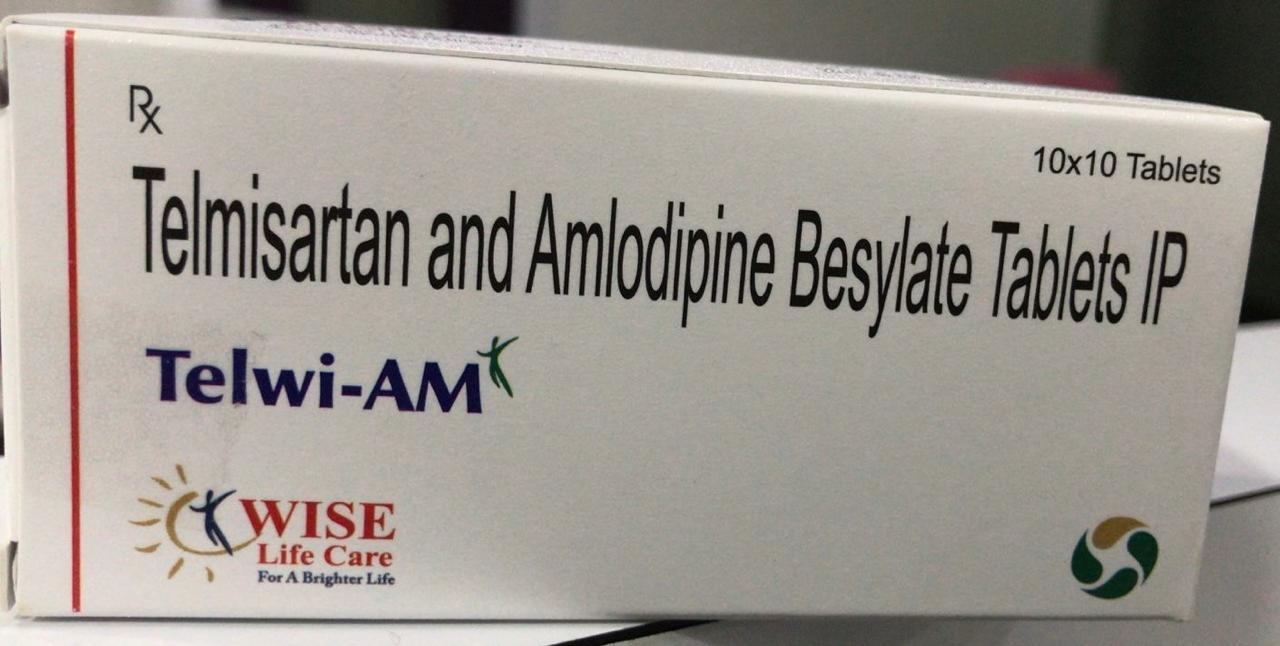 Rx
10x10 Tablets
Telmisartan and Amlodipine Besylate Tablets IP
Telwi-AM
WISE
Life Care
For A Brighter Life